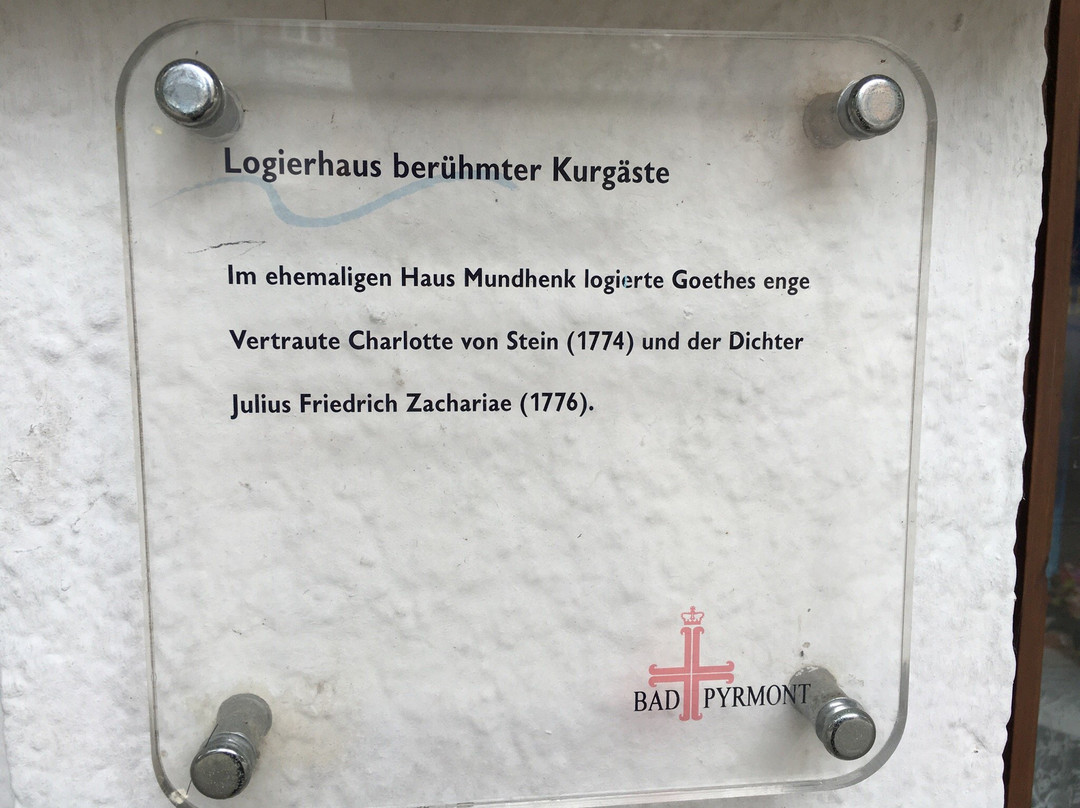 Logierhaus berühmter Kurgäste
Im ehemaligen Haus Mundhenk logierte Goethes enge
Vertraute Charlotte von Stein (1774) und der Dichter
Julius Friedrich Zachariae (1776).
BAD PYRMONT